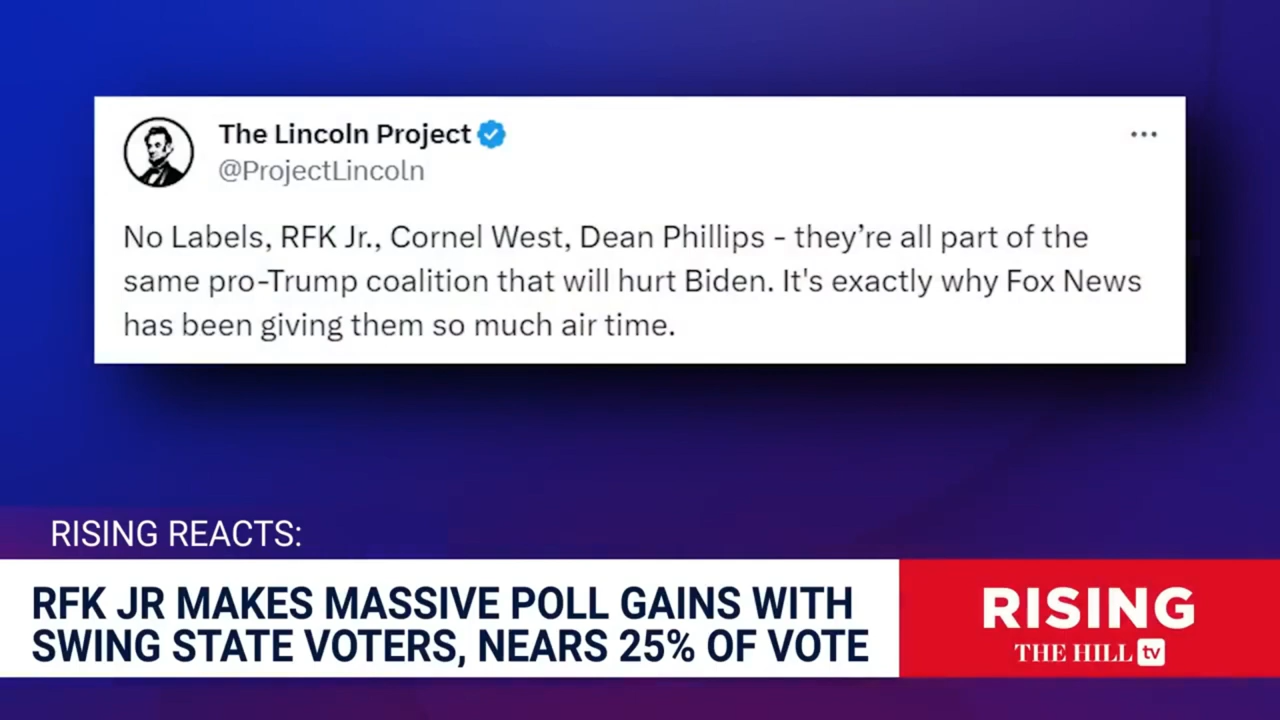 The Lincoln Project
@ProjectLincoln
No Labels, RFK Jr., Cornel West, Dean Phillips - they're all part of the
same pro-Trump coalition that will hurt Biden. It's exactly why Fox News
has been giving them so much air time.
RISING REACTS:
RFK JR MAKES MASSIVE POLL GAINS WITH
SWING STATE VOTERS, NEARS 25% OF VOTE
RISING
THE HILL tv